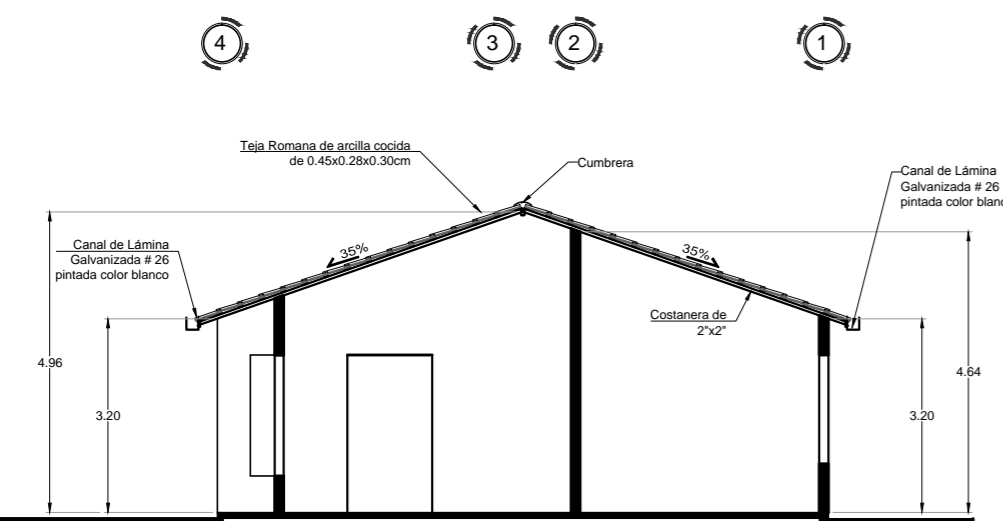 4
3
2
1
Teja Romana de arcilla cocida
de 0.45x0.28x0.30cm
Cumbrera
Canal de Lámina
Galvanizada # 26
pintada color blanc
Canal de Lámina
Galvanizada # 26
pintada color blanco
35%
35%
Costanera de
2"x2"
4.96
3.20
3.20
4.64